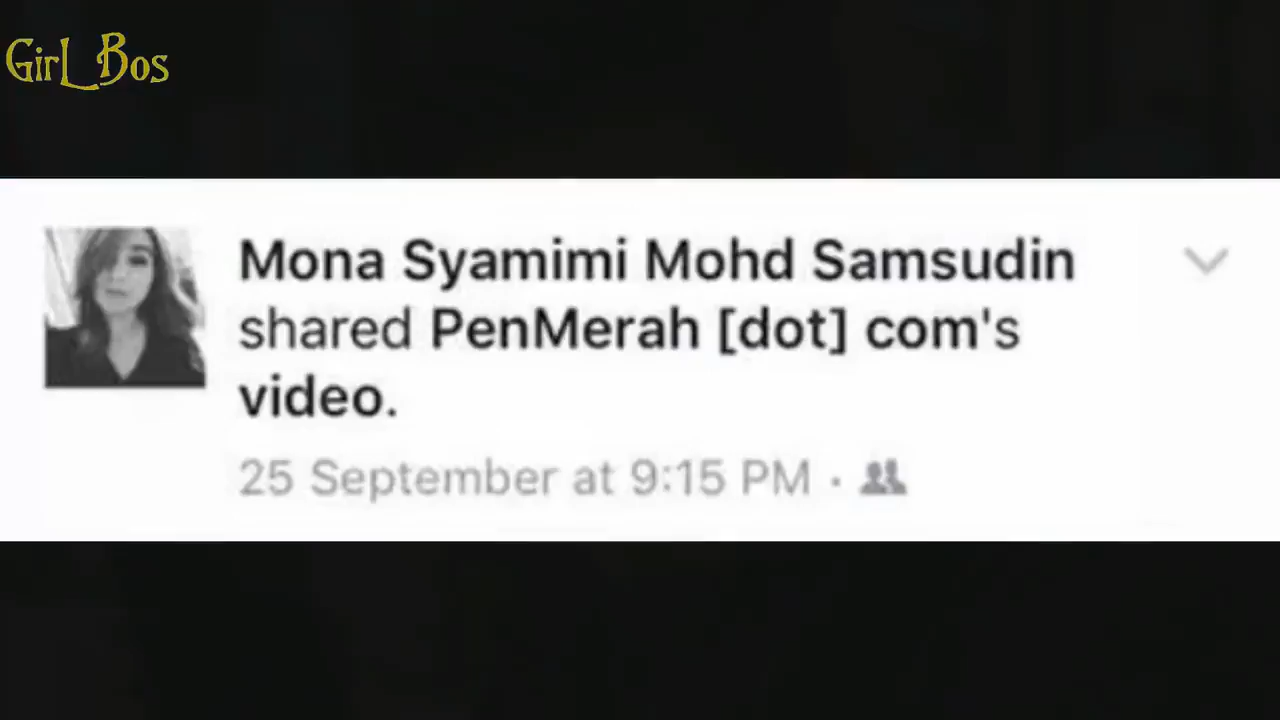 GirL_Bos
Mona Syamimi Mohd Samsudin
shared PenMerah [dot] com's
video.
25 September at 9:15 PM ·